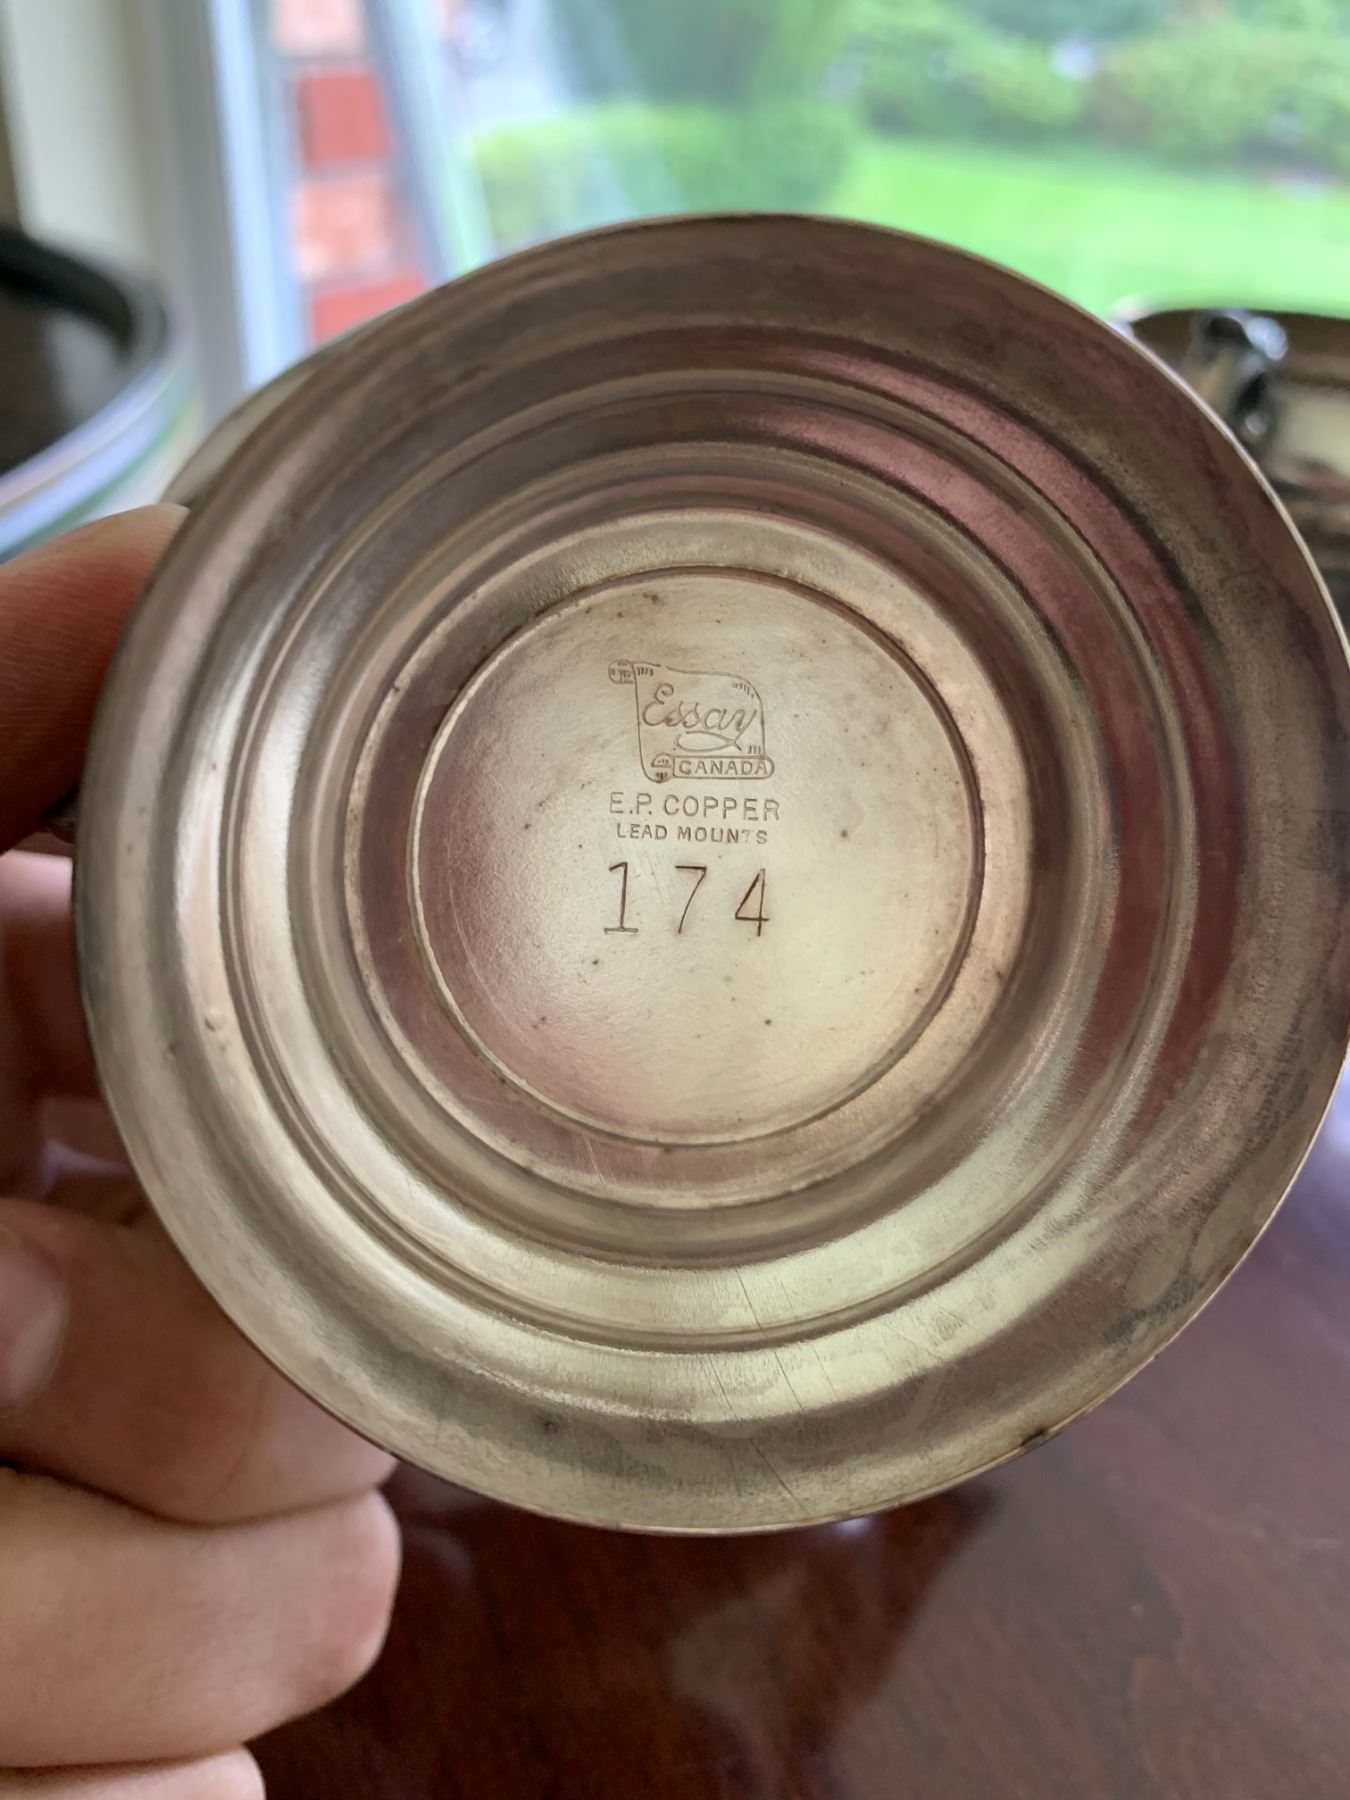 Essay
CANADA
E.P. COPPER
LEAD MOUNTS
174